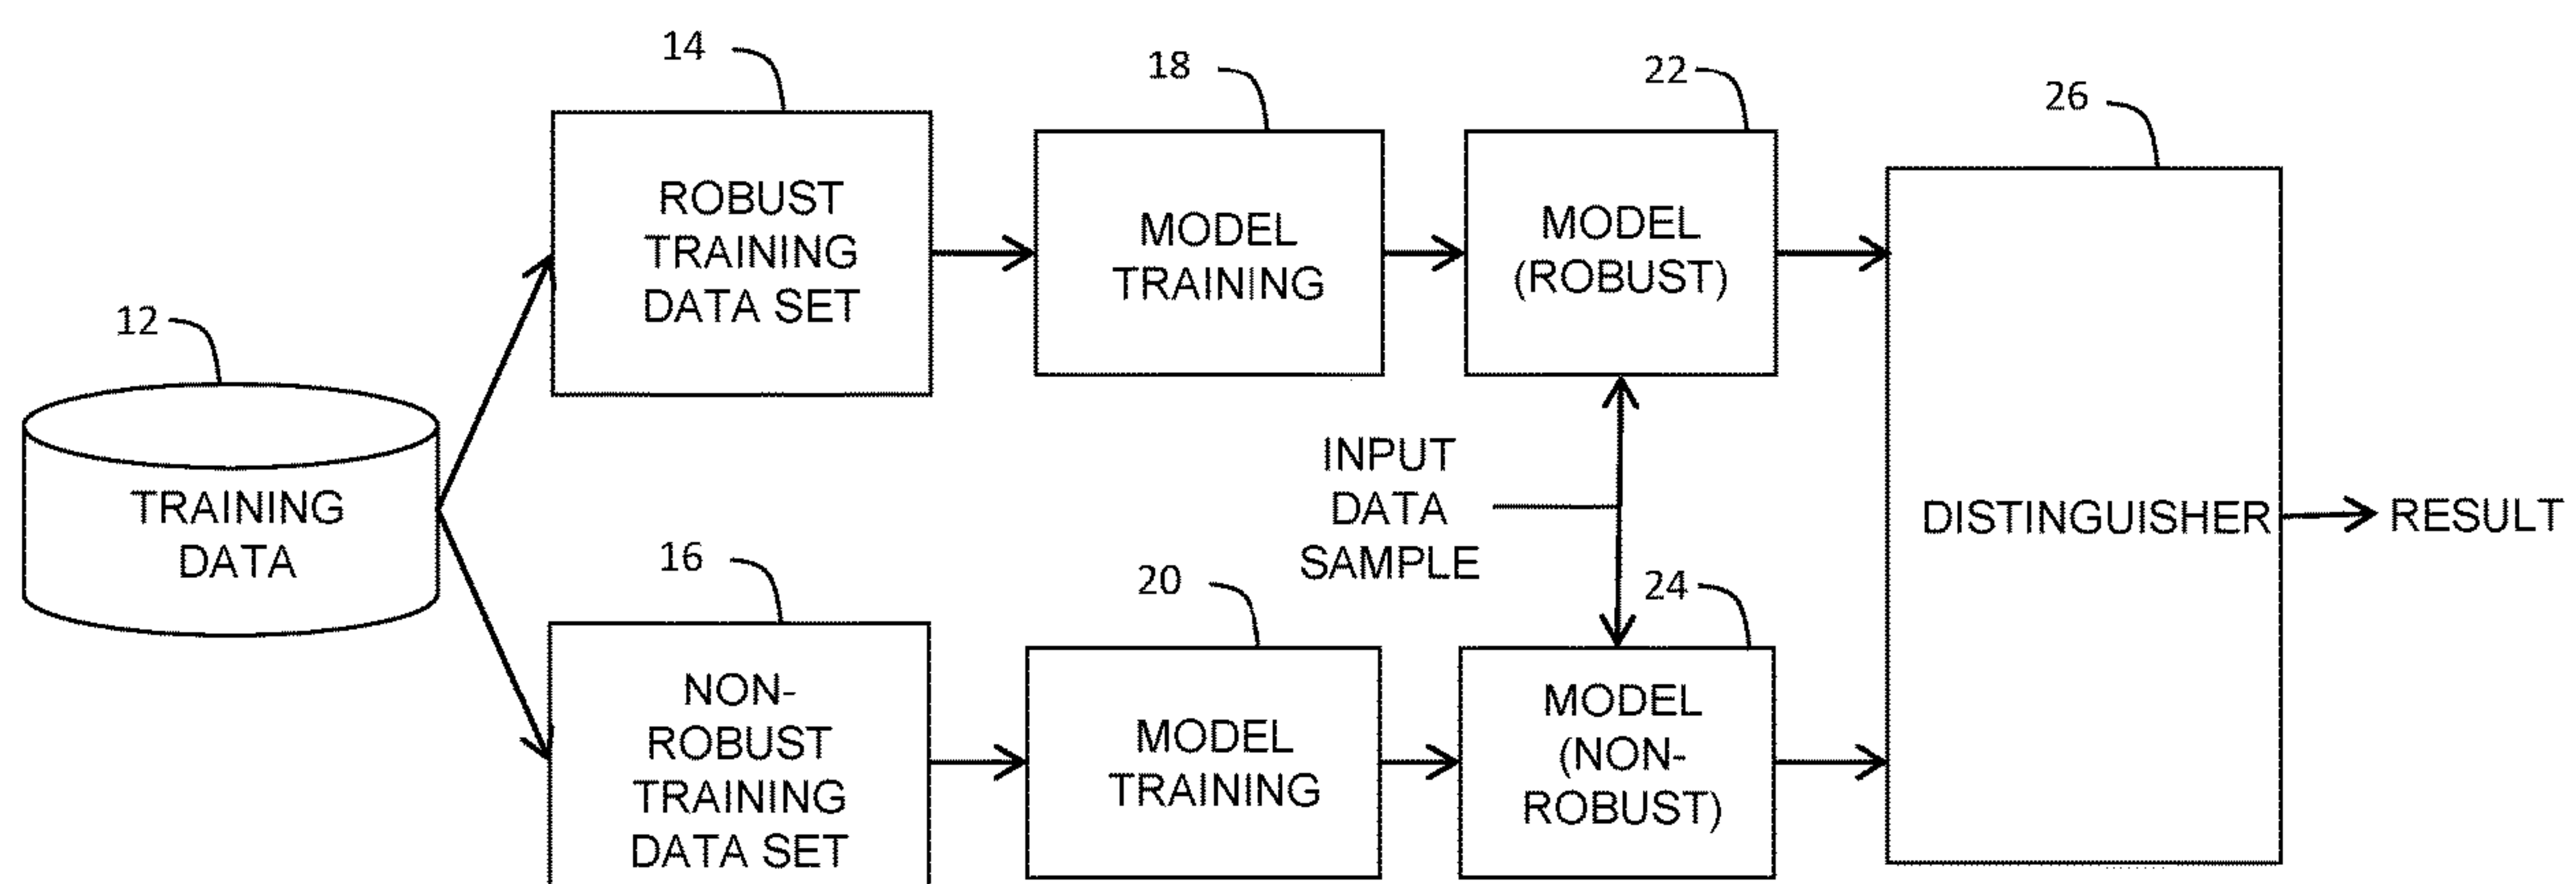 14
18
22
26
ROBUST
TRAINING
DATA SET
MODEL
TRAINING
MODEL
(ROBUST)
12
TRAINING
DATA
INPUT
DATA
SAMPLE
DISTINGUISHER
RESULT
16
20
24
NON-
ROBUST
TRAINING
DATA SET
MODEL
TRAINING
MODEL
(NON-
ROBUST)